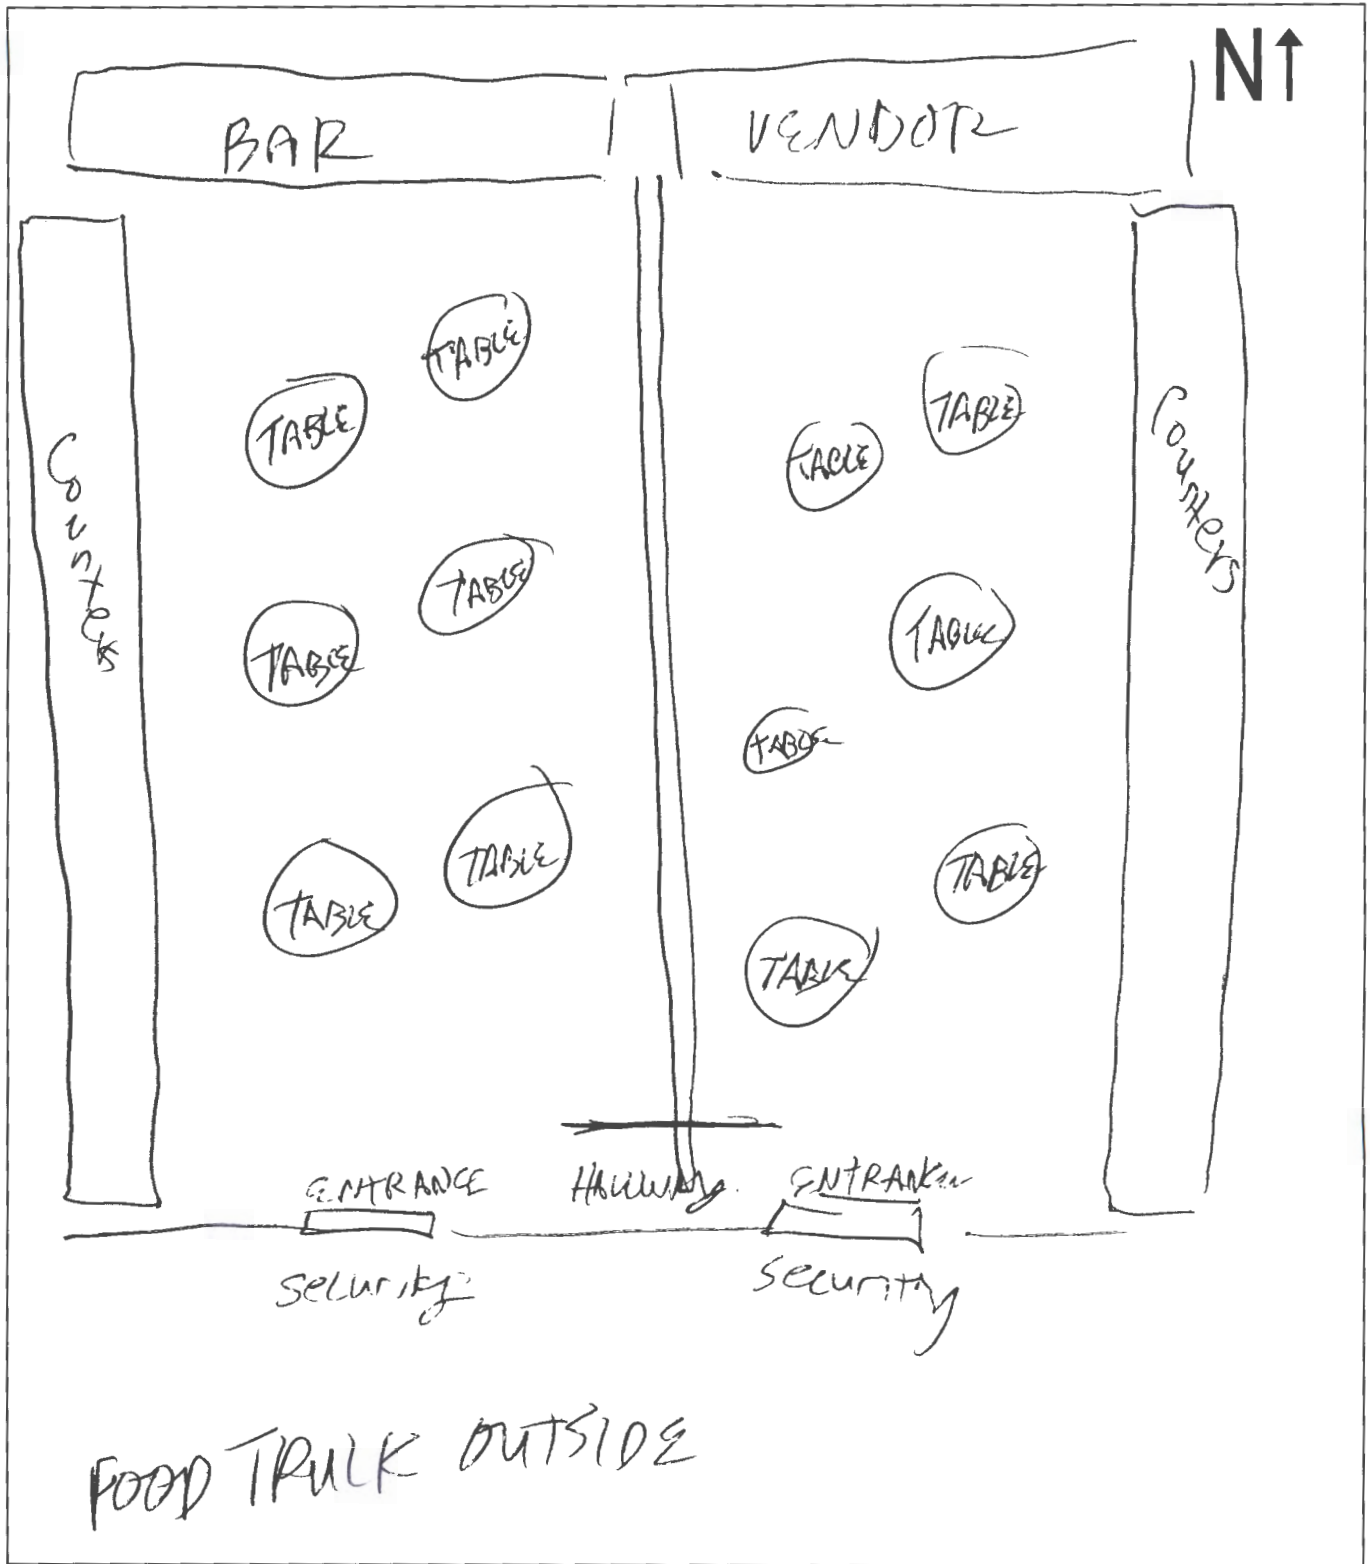 N↑
BAR
VENDOR
TABLE
TABLE
TABLE
TABLE
TABLE
TABLE
Counters
Counters
TABLE
TABLE
TABLE
TABLE
TABLE
TABLE
ENTRANCE
HALLWAY
ENTRANCE
Security
Security
FOOD TRUCK OUTSIDE